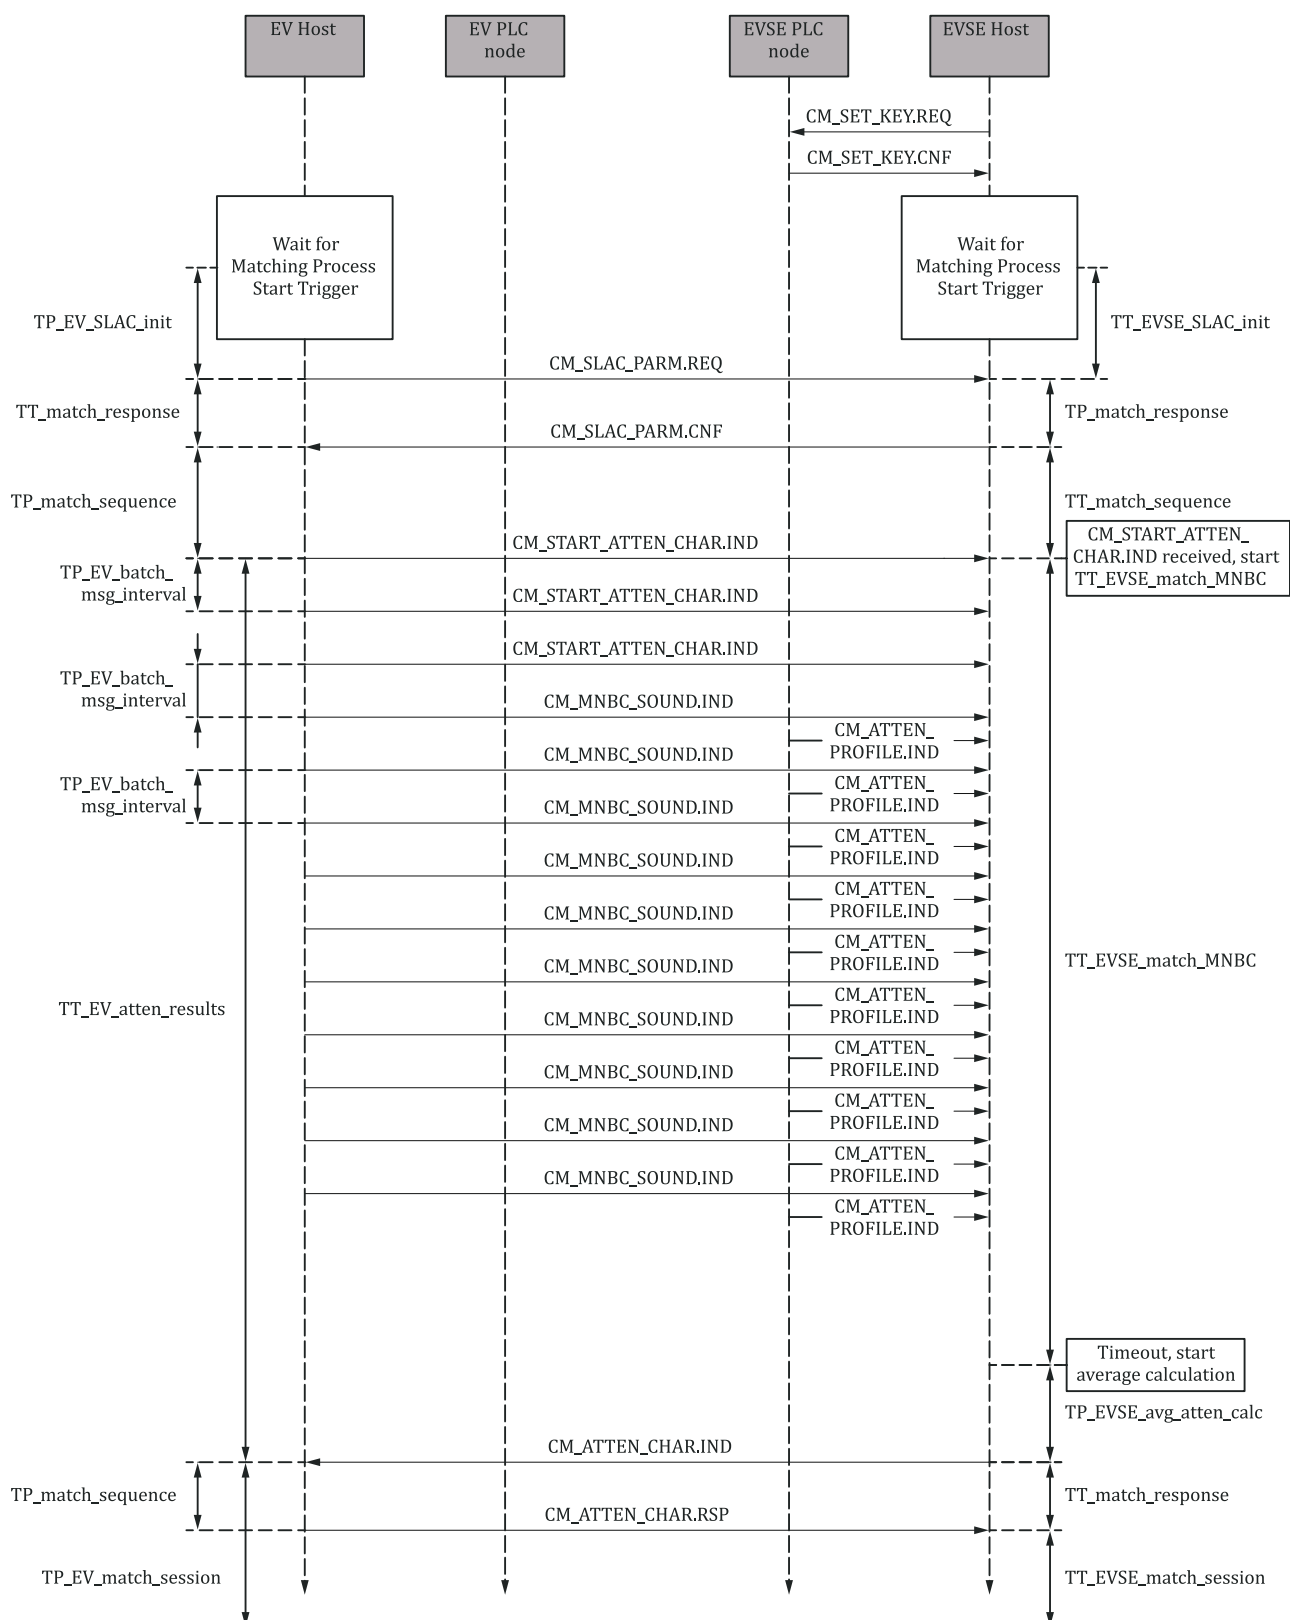 EV Host
EV PLC
node
EVSE PLC
node
EVSE Host
CM_SET_KEY.REQ
CM_SET_KEY.CNF
Wait for
Matching Process
Start Trigger
Wait for
Matching Process
Start Trigger
TP_EV_SLAC_init
TT_EVSE_SLAC_init
CM_SLAC_PARM.REQ
TT_match_response
TP_match_response
CM_SLAC_PARM.CNF
TP_match_sequence
TT_match_sequence
CM_START_ATTEN_CHAR.IND
CM_START_ATTEN_
CHAR.IND received, start
TT_EVSE_match_MNBC
TP_EV_batch_
msg_interval
CM_START_ATTEN_CHAR.IND
CM_START_ATTEN_CHAR.IND
TP_EV_batch_
msg_interval
CM_MNBC_SOUND.IND
CM_ATTEN_
PROFILE.IND
CM_MNBC_SOUND.IND
TP_EV_batch_
msg_interval
CM_ATTEN_
PROFILE.IND
CM_MNBC_SOUND.IND
CM_ATTEN_
PROFILE.IND
CM_MNBC_SOUND.IND
CM_ATTEN_
PROFILE.IND
CM_MNBC_SOUND.IND
CM_ATTEN_
PROFILE.IND
CM_MNBC_SOUND.IND
TT_EVSE_match_MNBC
CM_ATTEN_
PROFILE.IND
TT_EV_atten_results
CM_MNBC_SOUND.IND
CM_ATTEN_
PROFILE.IND
CM_MNBC_SOUND.IND
CM_ATTEN_
PROFILE.IND
CM_MNBC_SOUND.IND
CM_ATTEN_
PROFILE.IND
CM_MNBC_SOUND.IND
CM_ATTEN_
PROFILE.IND
Timeout, start
average calculation
TP_EVSE_avg_atten_calc
CM_ATTEN_CHAR.IND
TP_match_sequence
TT_match_response
CM_ATTEN_CHAR.RSP
TP_EV_match_session
TT_EVSE_match_session